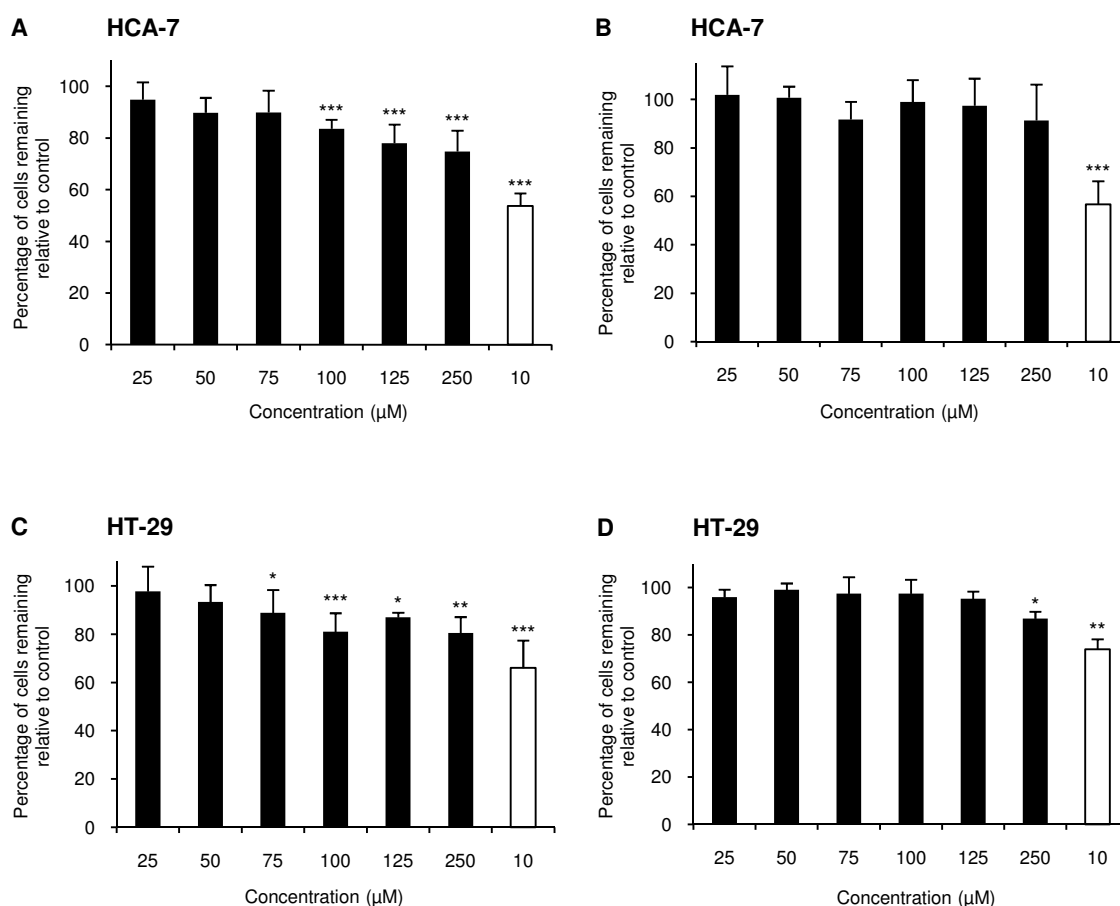 A HCA-7
Percentage of cells remaining
relative to control
100
80
60
40
20
0
*** *** *** ***
25 50 75 100 125 250 10
Concentration (µM)
B HCA-7
Percentage of cells remaining
relative to control
100
80
60
40
20
0
***
25 50 75 100 125 250 10
Concentration (µM)
C HT-29
Percentage of cells remaining
relative to control
100
80
60
40
20
0
* *** * ** ***
25 50 75 100 125 250 10
Concentration (µM)
D HT-29
Percentage of cells remaining
relative to control
100
80
60
40
20
0
* **
25 50 75 100 125 250 10
Concentration (µM)